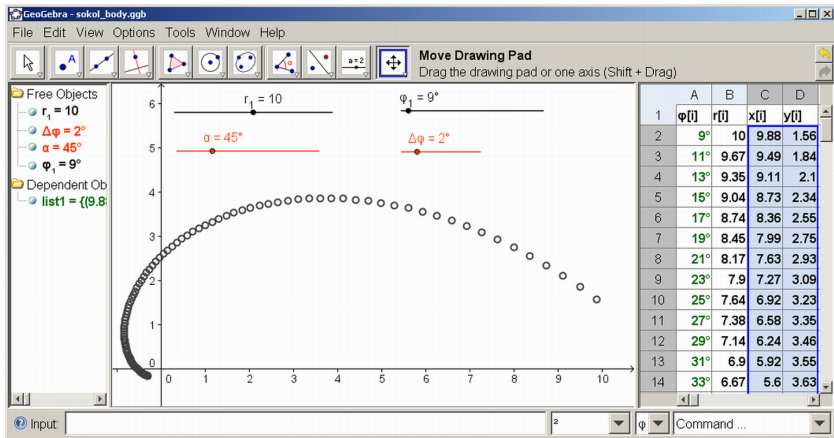 GeoGebra - sokol_body.ggb
File Edit View Options Tools Window Help
A
α
a=2
Move Drawing Pad
Drag the drawing pad or one axis (Shift + Drag)
Free Objects
r₁ = 10
Δφ = 2°
α = 45°
φ₁ = 9°
Dependent Ob
list1 = {(9.8
r₁ = 10
φ₁ = 9°
α = 45°
Δφ = 2°
6
5
4
3
2
1
0
0 1 2 3 4 5 6 7 8 9 10
A B C D
1 φ[i] r[i] x[i] y[i]
2 9° 10 9.88 1.56
3 11° 9.67 9.49 1.84
4 13° 9.35 9.11 2.1
5 15° 9.04 8.73 2.34
6 17° 8.74 8.36 2.55
7 19° 8.45 7.99 2.75
8 21° 8.17 7.63 2.93
9 23° 7.9 7.27 3.09
10 25° 7.64 6.92 3.23
11 27° 7.38 6.58 3.35
12 29° 7.14 6.24 3.46
13 31° 6.9 5.92 3.55
14 33° 6.67 5.6 3.63
Input: ² φ Command ...